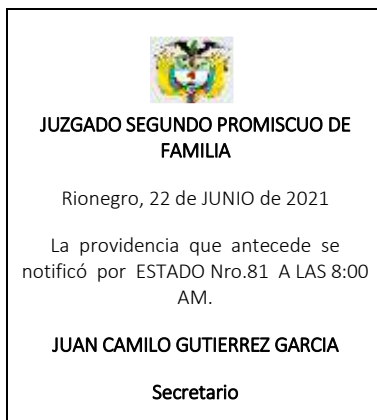 JUZGADO SEGUNDO PROMISCUO DE
FAMILIA
Rionegro, 22 de JUNIO de 2021
La providencia que antecede se
notificó por ESTADO Nro.81 A LAS 8:00
AM.
JUAN CAMILO GUTIERREZ GARCIA
Secretario